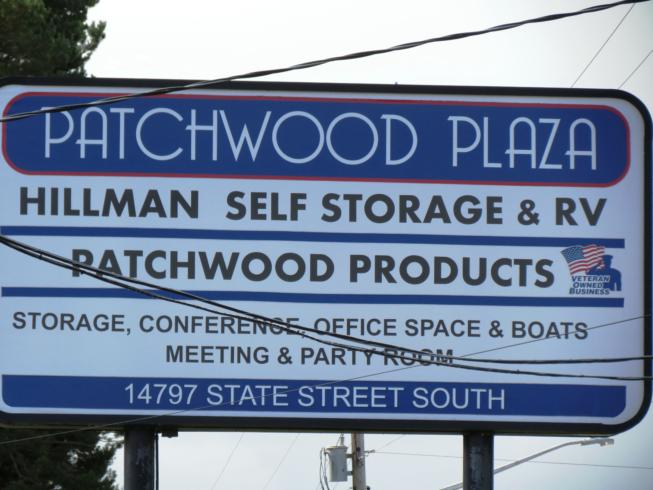 PATCHWOOD PLAZA
HILLMAN SELF STORAGE & RV
PATCHWOOD PRODUCTS
VETERAN
OWNED
BUSINESS
STORAGE, CONFERENCE, OFFICE SPACE & BOATS
MEETING & PARTY ROOM
14797 STATE STREET SOUTH